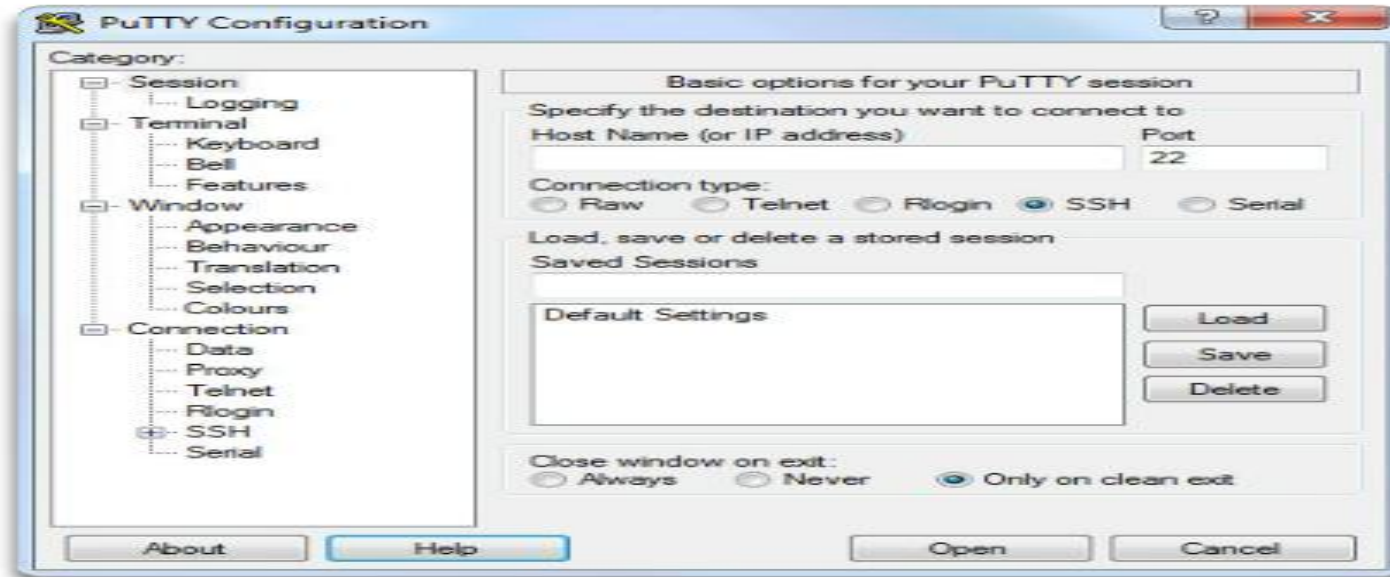 PuTTY Configuration
Category:
Session
Logging
Terminal
Keyboard
Bell
Features
Window
Appearance
Behaviour
Translation
Selection
Colours
Connection
Data
Proxy
Telnet
Rlogin
SSH
Serial
Basic options for your PuTTY session
Specify the destination you want to connect to
Host Name (or IP address) Port
22
Connection type:
Raw Telnet Rlogin SSH Serial
Load, save or delete a stored session
Saved Sessions
Default Settings
Load
Save
Delete
Close window on exit:
Always Never Only on clean exit
About Help Open Cancel